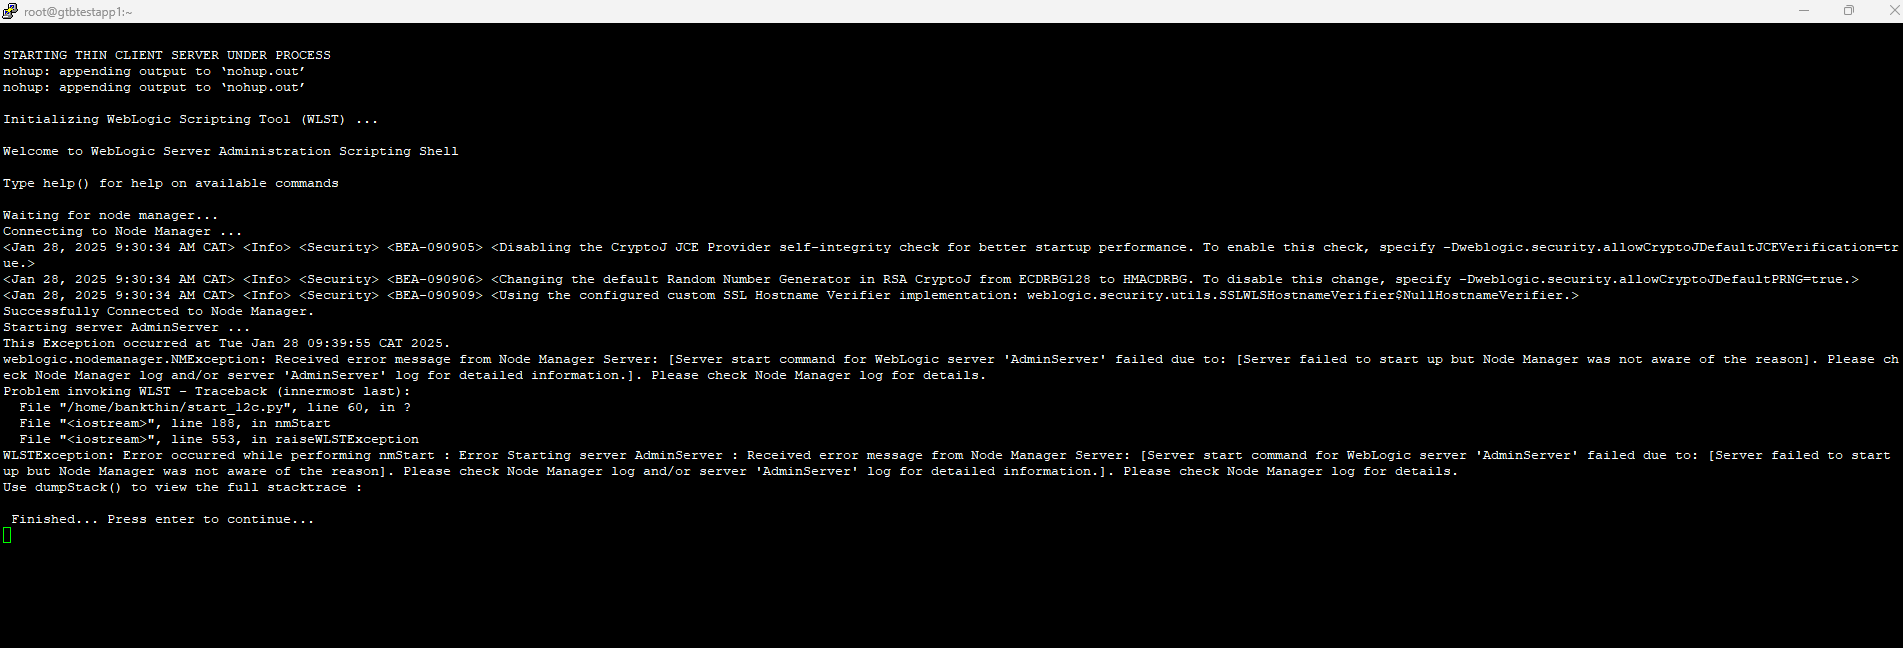 root@gtbtestapp1:~
STARTING THIN CLIENT SERVER UNDER PROCESS
nohup: appending output to ‘nohup.out’
nohup: appending output to ‘nohup.out’
Initializing WebLogic Scripting Tool (WLST) ...
Welcome to WebLogic Server Administration Scripting Shell
Type help() for help on available commands
Waiting for node manager...
Connecting to Node Manager ...
<Jan 28, 2025 9:30:34 AM CAT> <Info> <Security> <BEA-090905> <Disabling the CryptoJ JCE Provider self-integrity check for better startup performance. To enable this check, specify -Dweblogic.security.allowCryptoJDefaultJCEVerification=tr
ue.>
<Jan 28, 2025 9:30:34 AM CAT> <Info> <Security> <BEA-090906> <Changing the default Random Number Generator in RSA CryptoJ from ECDRBG128 to HMACDRBG. To disable this change, specify -Dweblogic.security.allowCryptoJDefaultPRNG=true.>
<Jan 28, 2025 9:30:34 AM CAT> <Info> <Security> <BEA-090909> <Using the configured custom SSL Hostname Verifier implementation: weblogic.security.utils.SSLWLSHostnameVerifier$NullHostnameVerifier.>
Successfully Connected to Node Manager.
Starting server AdminServer ...
This Exception occurred at Tue Jan 28 09:39:55 CAT 2025.
weblogic.nodemanager.NMException: Received error message from Node Manager Server: [Server start command for WebLogic server 'AdminServer' failed due to: [Server failed to start up but Node Manager was not aware of the reason]. Please ch
eck Node Manager log and/or server 'AdminServer' log for detailed information.]. Please check Node Manager log for details.
Problem invoking WLST - Traceback (innermost last):
  File "/home/bankthin/start_12c.py", line 60, in ?
  File "<iostream>", line 188, in nmStart
  File "<iostream>", line 553, in raiseWLSTException
WLSTException: Error occurred while performing nmStart : Error Starting server AdminServer : Received error message from Node Manager Server: [Server start command for WebLogic server 'AdminServer' failed due to: [Server failed to start
up but Node Manager was not aware of the reason]. Please check Node Manager log and/or server 'AdminServer' log for detailed information.]. Please check Node Manager log for details.
Use dumpStack() to view the full stacktrace :
 Finished... Press enter to continue...